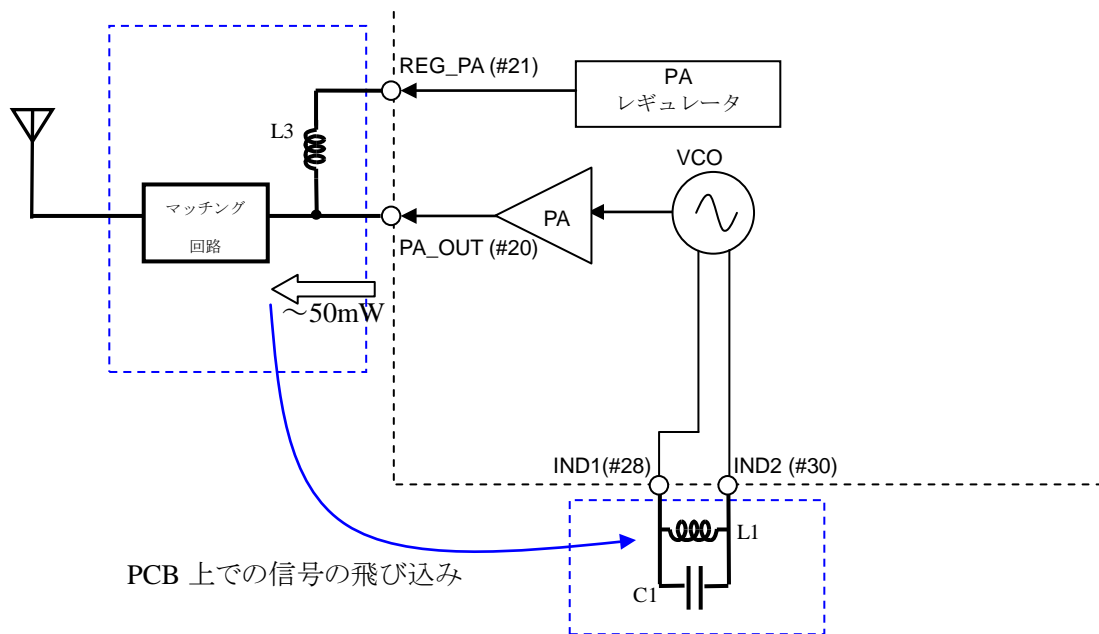 REG_PA (#21)
PA
レギュレータ
L3
VCO
マッチング
回路
PA
PA_OUT (#20)
～50mW
IND1(#28)
IND2 (#30)
L1
C1
PCB 上での信号の飛び込み